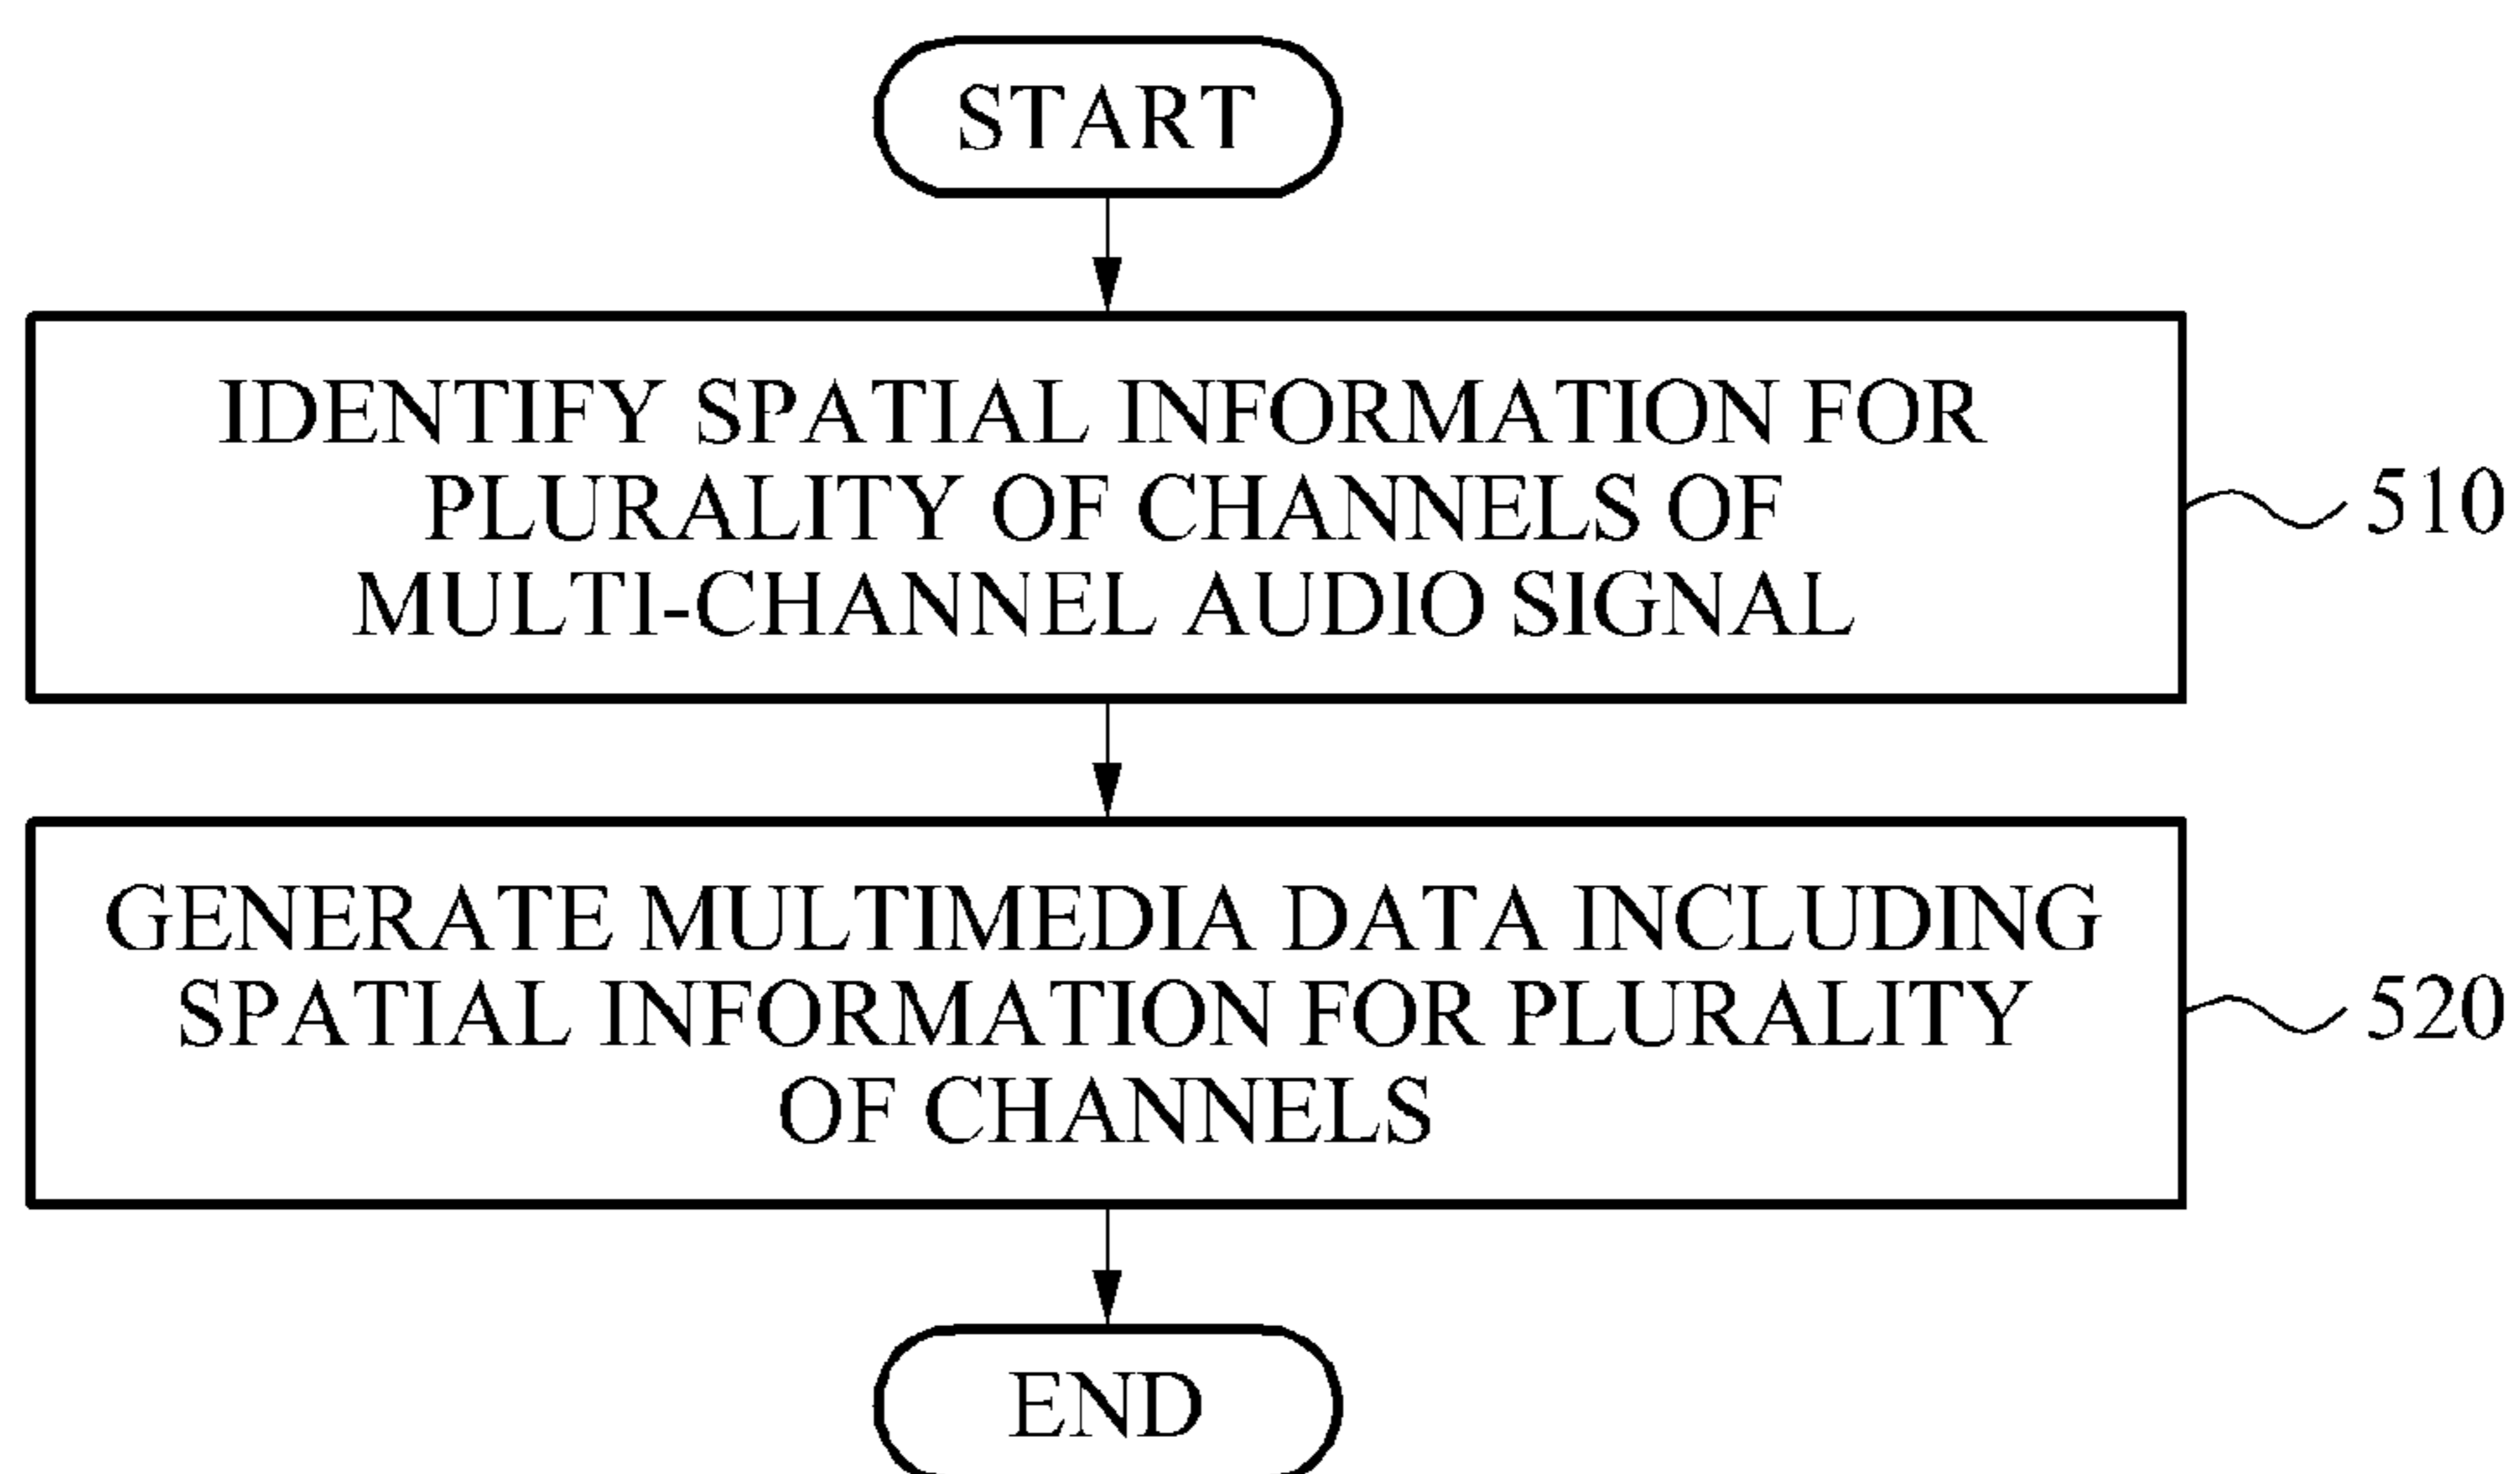 START
IDENTIFY SPATIAL INFORMATION FOR
PLURALITY OF CHANNELS OF
MULTI-CHANNEL AUDIO SIGNAL
510
GENERATE MULTIMEDIA DATA INCLUDING
SPATIAL INFORMATION FOR PLURALITY
OF CHANNELS
520
END